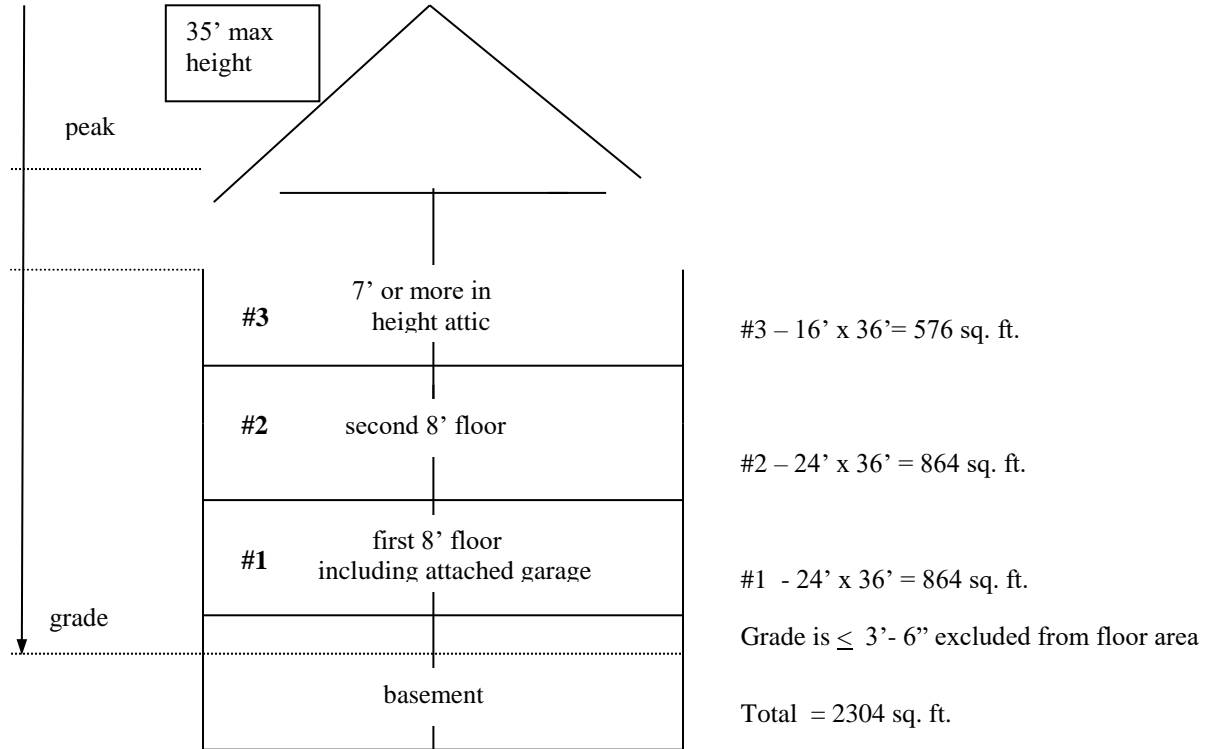 35’ max
height
peak
7’ or more in
height attic
#3
#3 – 16’ x 36’= 576 sq. ft.
#2
second 8’ floor
#2 – 24’ x 36’ = 864 sq. ft.
first 8’ floor
#1
including attached garage
#1 - 24’ x 36’ = 864 sq. ft.
grade
Grade is < 3’- 6” excluded from floor area
basement
Total = 2304 sq. ft.